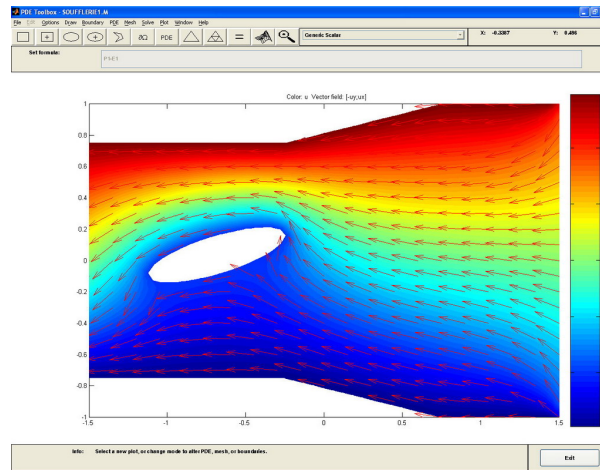 PDE Toolbox - SOUFFLERIE1.M
File Edit Options Draw Boundary PDE Mesh Solve Plot Window Help
∂Ω PDE = Generic Scalar X: -0.3387 Y: 0.486
Set formula: P1-E1
Color: u Vector field: [-uy;ux]
1
0.8
0.6
0.4
0.2
0
-0.2
-0.4
-0.6
-0.8
-1
-1.5 -1 -0.5 0 0.5 1 1.5
Info: Select a new plot, or change mode to alter PDE, mesh, or boundaries.
Exit